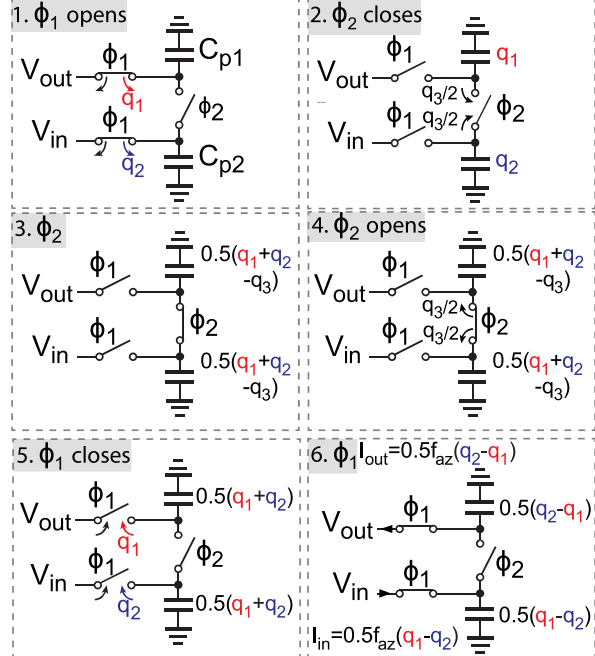 1. ϕ1 opens
Cp1
ϕ1
Vout
q1
ϕ2
ϕ1
Vin
q2
Cp2
2. ϕ2 closes
ϕ1
q1
Vout
q3/2
ϕ2
ϕ1
q3/2
Vin
q2
3. ϕ2
0.5(q1+q2
-q3)
ϕ1
Vout
ϕ2
ϕ1
Vin
0.5(q1+q2
-q3)
4. ϕ2 opens
0.5(q1+q2
-q3)
ϕ1
Vout
q3/2
ϕ2
ϕ1
q3/2
Vin
0.5(q1+q2
-q3)
5. ϕ1 closes
ϕ1
0.5(q1+q2)
Vout
q1
ϕ2
ϕ1
Vin
q2
0.5(q1+q2)
6. ϕ1 Iout=0.5faz(q2-q1)
0.5(q2-q1)
ϕ1
Vout
ϕ2
Vin
ϕ1
0.5(q1-q2)
Iin=0.5faz(q1-q2)